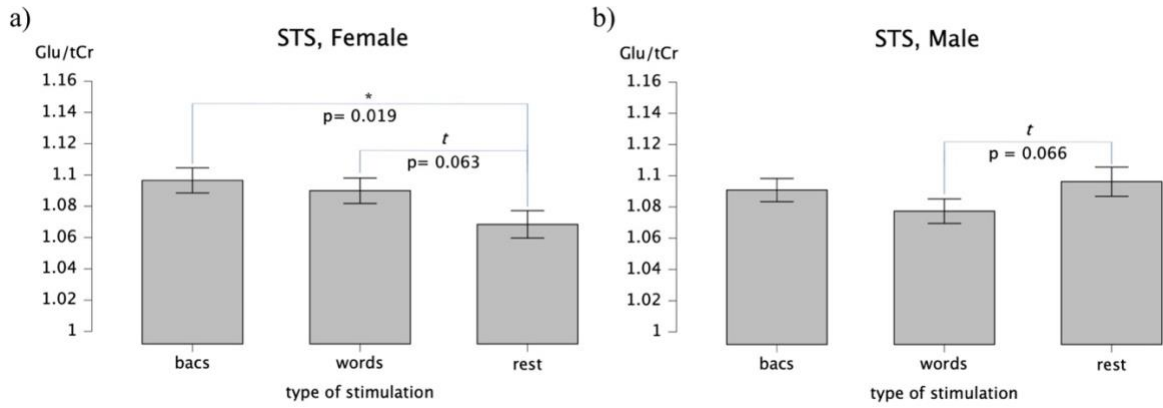 a)
STS, Female
Glu/tCr
1.16
1.14
1.12
1.1
1.08
1.06
1.04
1.02
1
*
p= 0.019
t
p= 0.063
bacs words rest
type of stimulation
b)
STS, Male
Glu/tCr
1.16
1.14
1.12
1.1
1.08
1.06
1.04
1.02
1
t
p = 0.066
bacs words rest
type of stimulation